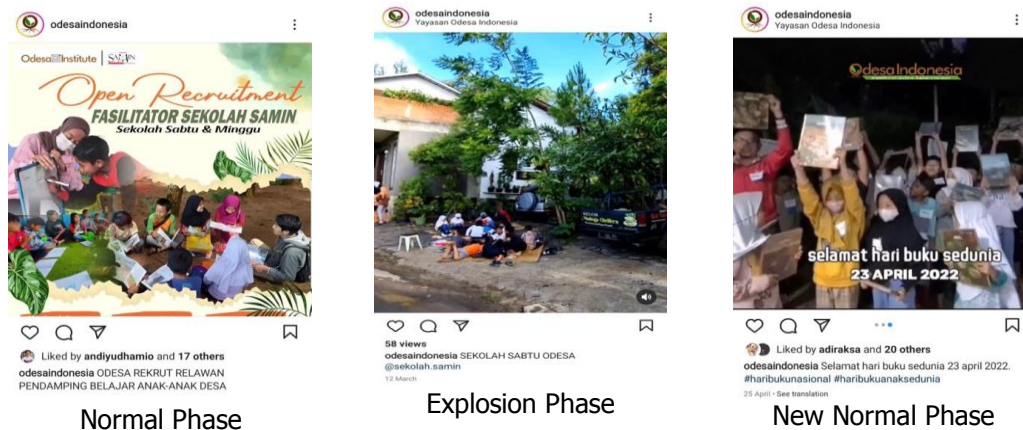 odesaindonesia
OdesaInstitute | SAMIN
Open Recruitment
FASILITATOR SEKOLAH SAMIN
Sekolah Sabtu & Minggu
Liked by andiyudhamio and 17 others
odesaindonesia ODESA REKRUT RELAWAN
PENDAMPING BELAJAR ANAK-ANAK DESA
Normal Phase
odesaindonesia
Yayasan Odesa Indonesia
58 views
odesaindonesia SEKOLAH SABTU ODESA
@sekolah.samin
12 March
Explosion Phase
odesaindonesia
Yayasan Odesa Indonesia
OdesaIndonesia
selamat hari buku sedunia
23 APRIL 2022
Liked by adiraksa and 20 others
odesaindonesia Selamat hari buku sedunia 23 april 2022.
#haribukunasional #haribukuanaksedunia
25 April · See translation
New Normal Phase